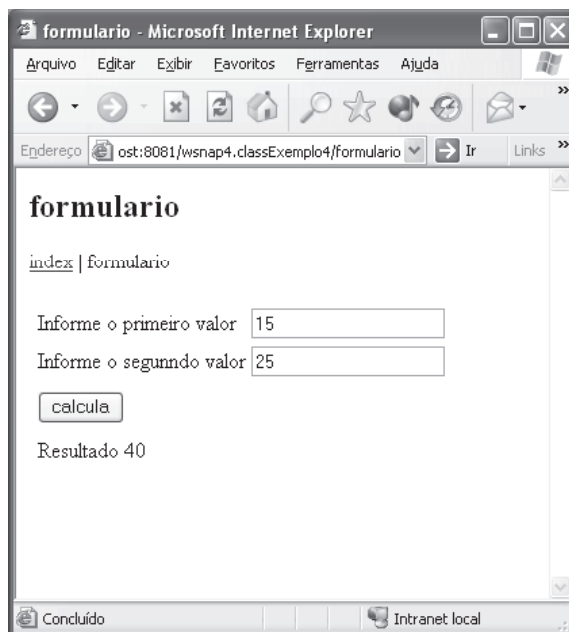 formulario - Microsoft Internet Explorer
Arquivo Editar Exibir Favoritos Ferramentas Ajuda
Endereço ost:8081/wsnap4.classExemplo4/formulario Ir Links »
formulario
index | formulario
Informe o primeiro valor 15
Informe o segunndo valor 25
calcula
Resultado 40
Concluído Intranet local